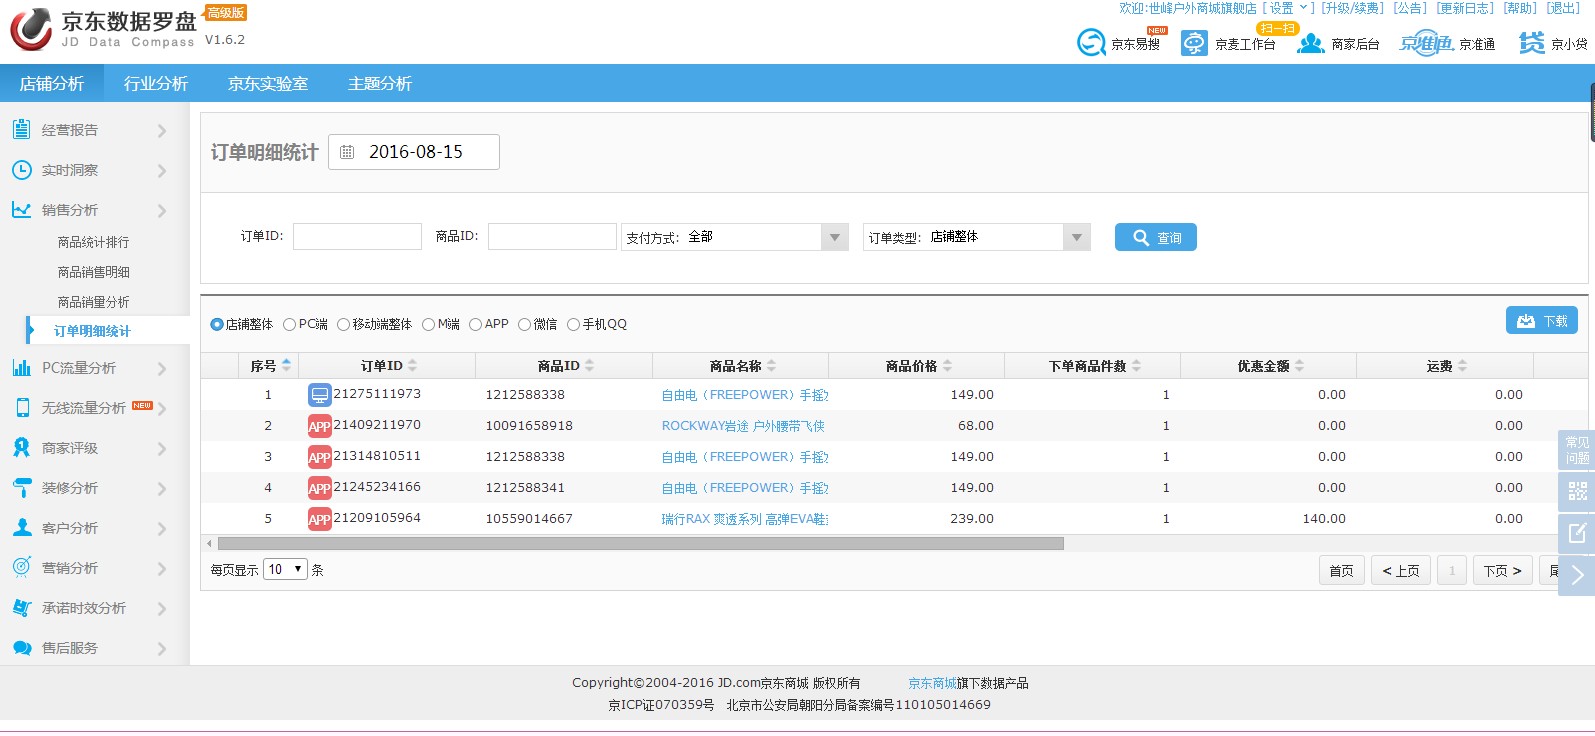 京东数据罗盘 高级版
JD Data Compass V1.6.2
欢迎:世峰户外商城旗舰店 [ 设置 ] [升级/续费] [公告] [更新日志] [帮助] [退出]
京东易搜 NEW 京麦工作台 扫一扫 商家后台 京准通 京准通 贷 京小贷
店铺分析 行业分析 京东实验室 主题分析
经营报告
实时洞察
销售分析
商品统计排行
商品销售明细
商品销量分析
订单明细统计
PC流量分析
无线流量分析 NEW
商家评级
装修分析
客户分析
营销分析
承诺时效分析
售后服务
订单明细统计 2016-08-15
订单ID: 商品ID: 支付方式: 全部 订单类型: 店铺整体 查询
店铺整体 PC端 移动端整体 M端 APP 微信 手机QQ 下载
序号 订单ID 商品ID 商品名称 商品价格 下单商品件数 优惠金额 运费
1 21275111973 1212588338 自由电（FREEPOWER）手摇 149.00 1 0.00 0.00
2 APP 21409211970 10091658918 ROCKWAY岩途 户外腰带飞侠 68.00 1 0.00 0.00
3 APP 21314810511 1212588338 自由电（FREEPOWER）手摇 149.00 1 0.00 0.00
4 APP 21245234166 1212588341 自由电（FREEPOWER）手摇 149.00 1 0.00 0.00
5 APP 21209105964 10559014667 瑞行RAX 爽透系列 高弹EVA鞋 239.00 1 140.00 0.00
每页显示 10 条 首页 < 上页 1 下页 >
常见
问题
Copyright©2004-2016 JD.com京东商城 版权所有 京东商城旗下数据产品
京ICP证070359号 北京市公安局朝阳分局备案编号110105014669